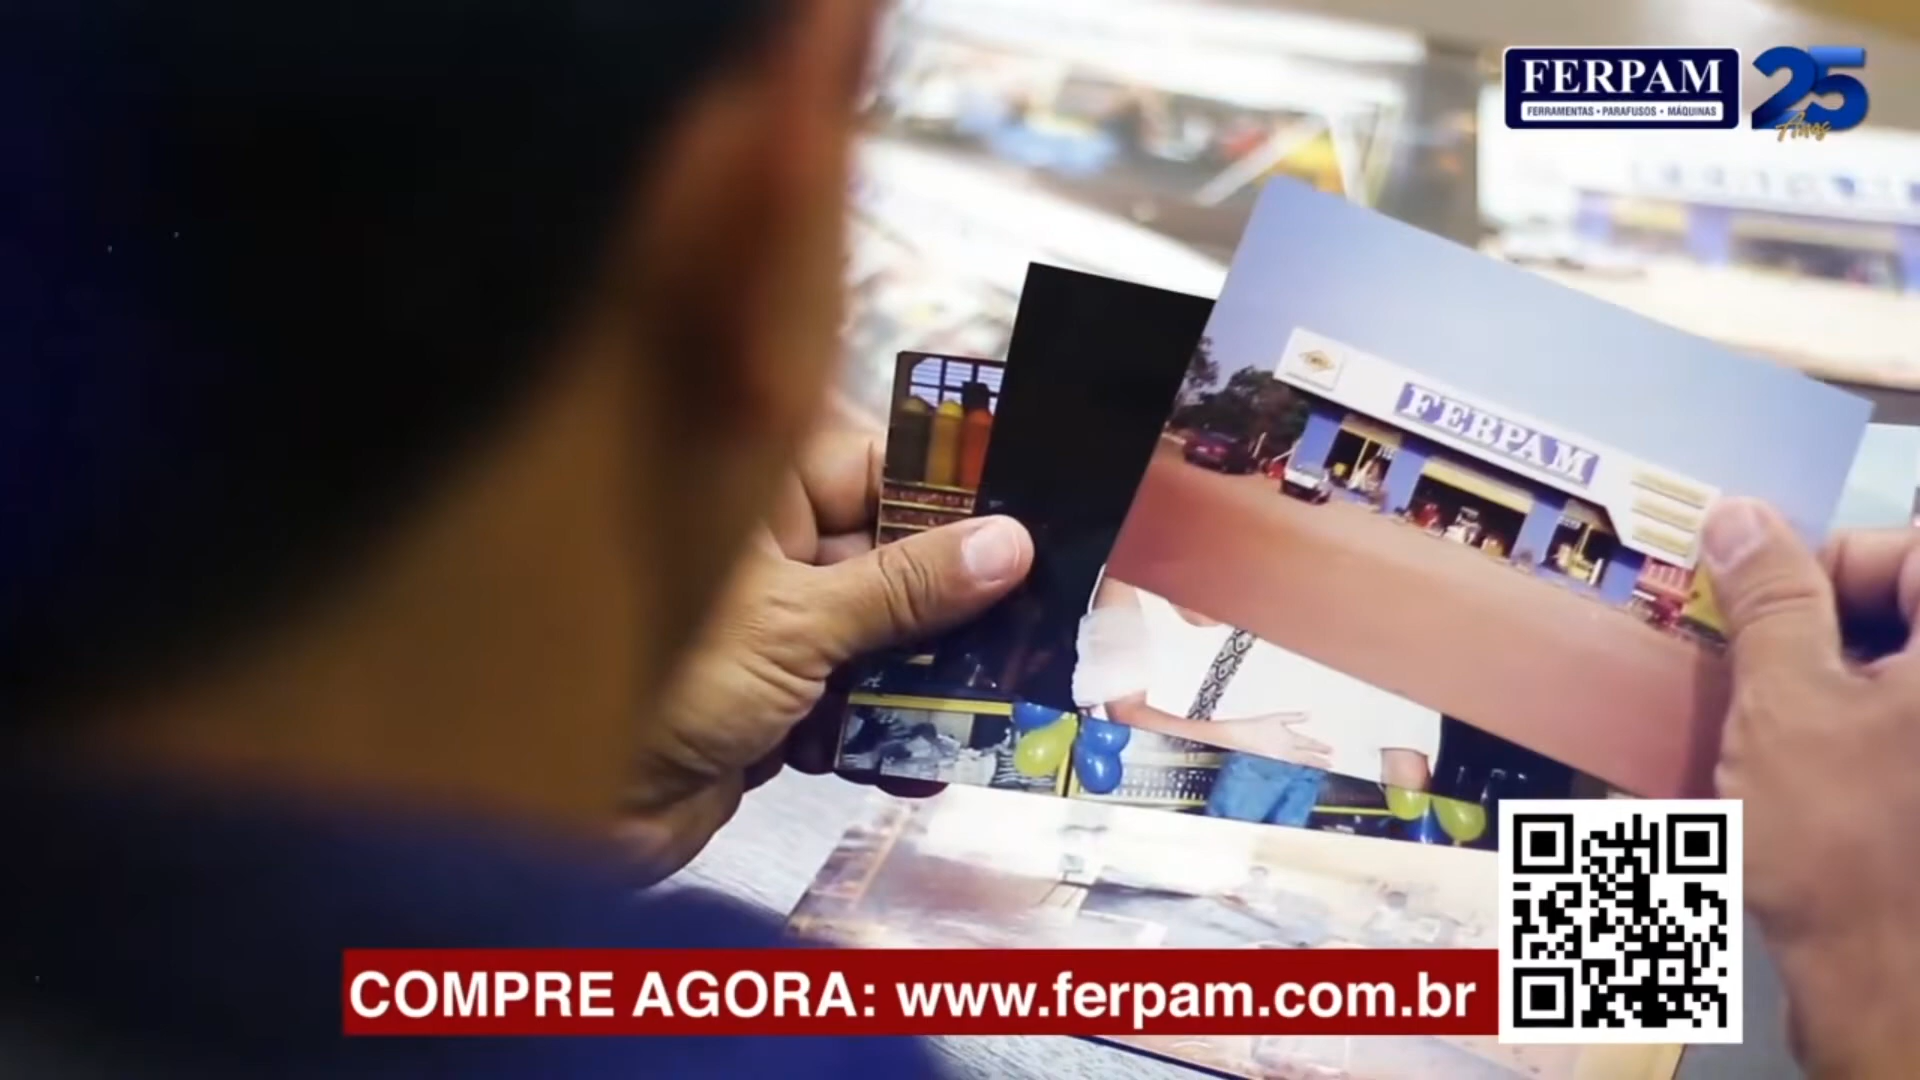 FERPAM
FERRAMENTAS • PARAFUSOS • MÁQUINAS
25
Anos
FERPAM
COMPRE AGORA: www.ferpam.com.br